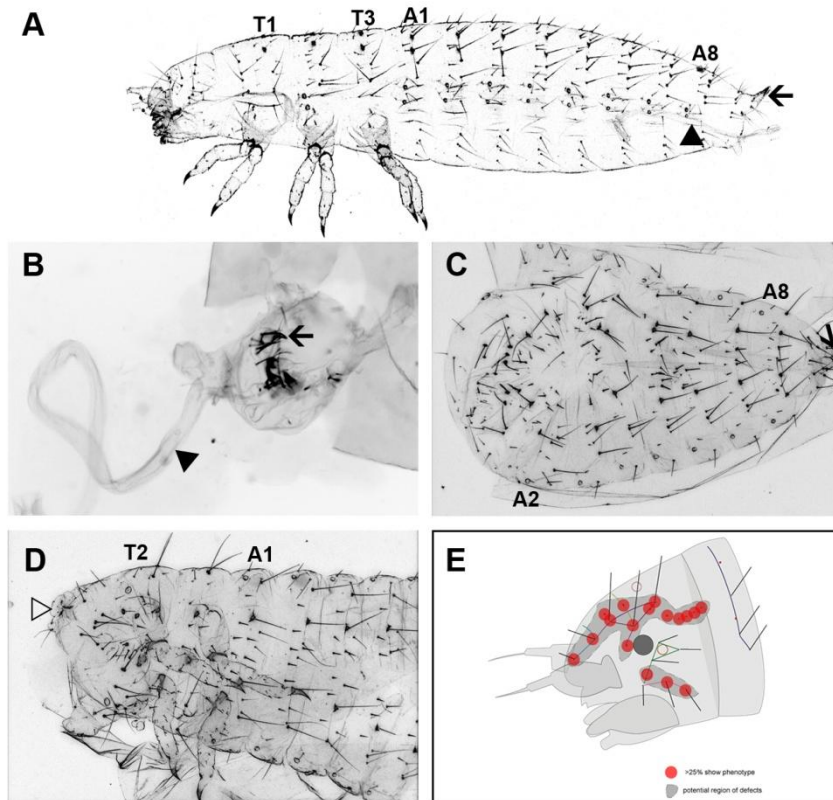 A
T1
T3
A1
A8
B
C
A8
A2
D
T2
A1
E
>25% show phenotype
potential region of defects